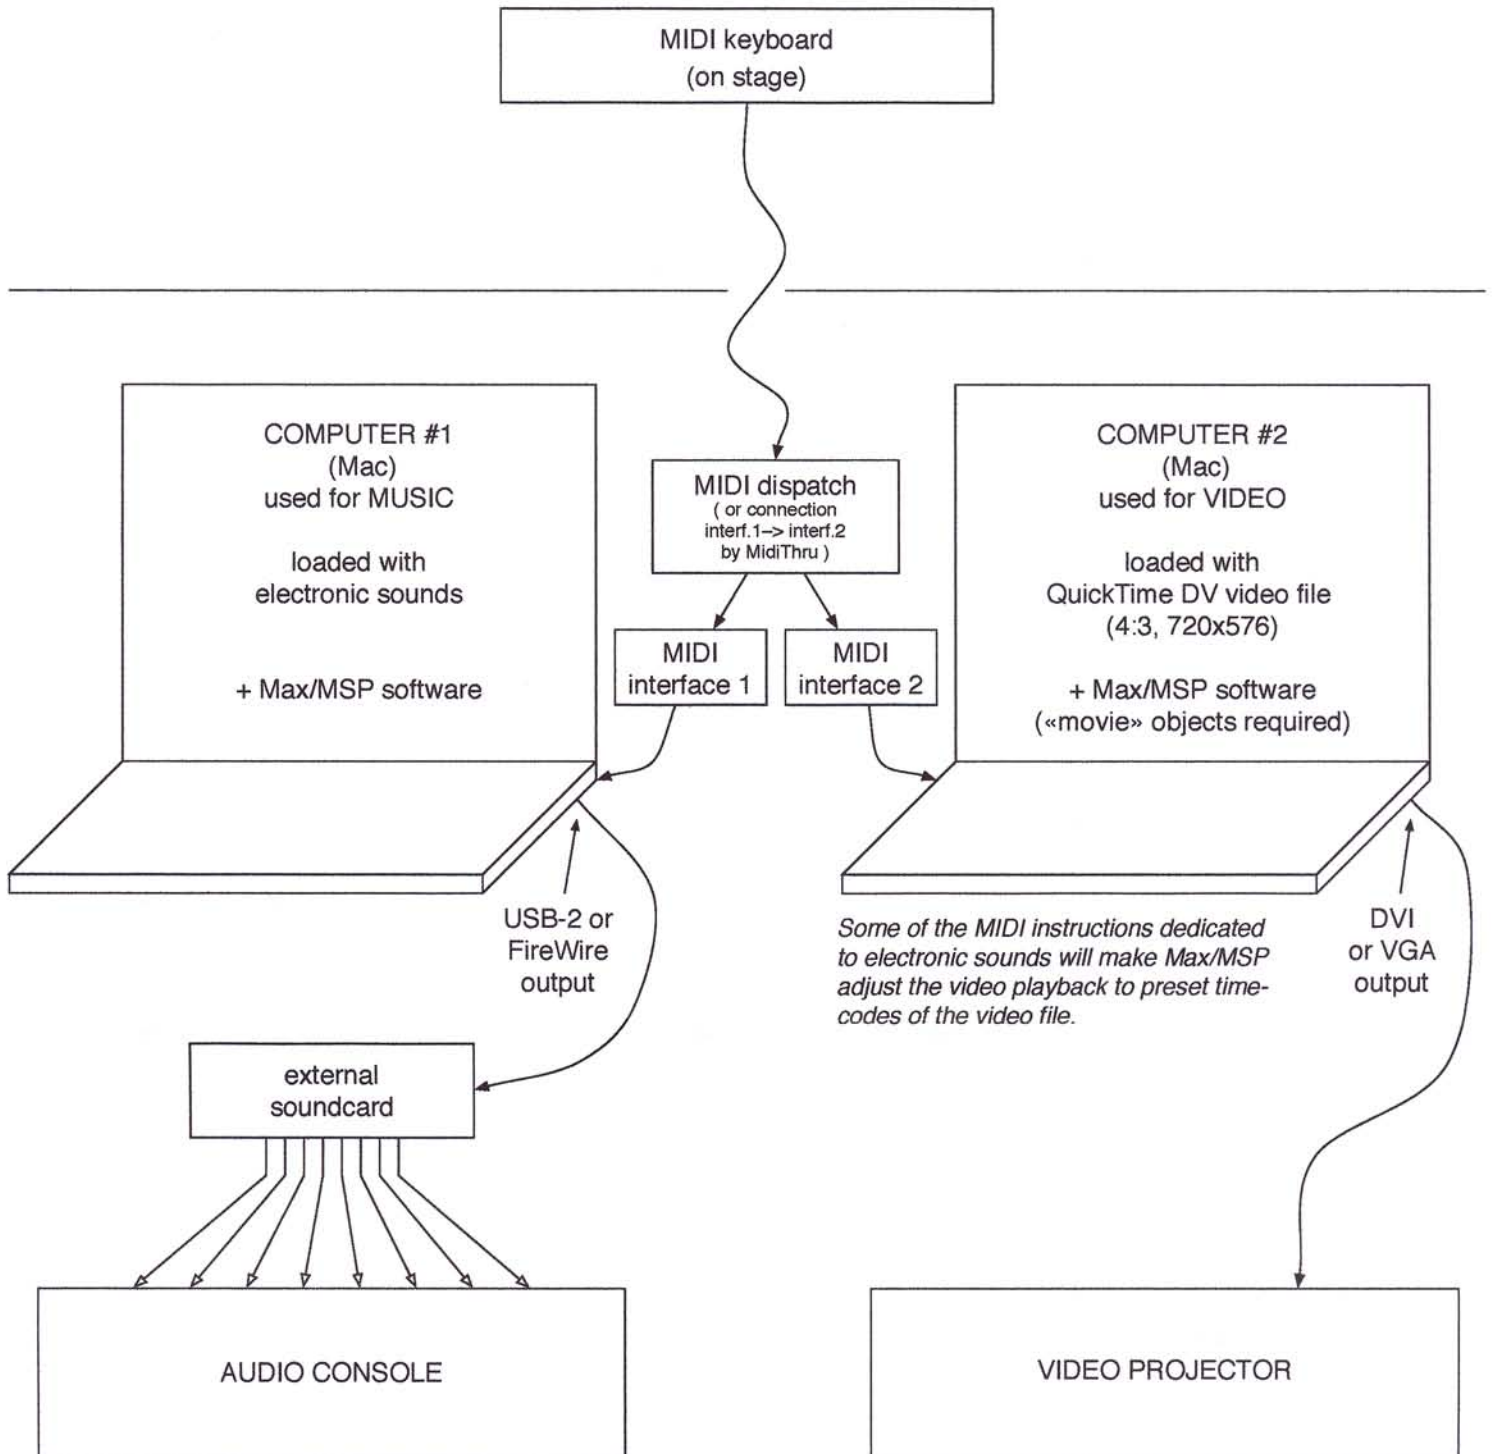 MIDI keyboard
(on stage)
COMPUTER #1
(Mac)
used for MUSIC
loaded with
electronic sounds
+ Max/MSP software
MIDI dispatch
( or connection
interf.1–> interf.2
by MidiThru )
MIDI
interface 1
MIDI
interface 2
COMPUTER #2
(Mac)
used for VIDEO
loaded with
QuickTime DV video file
(4:3, 720x576)
+ Max/MSP software
(«movie» objects required)
USB-2 or
FireWire
output
Some of the MIDI instructions dedicated
to electronic sounds will make Max/MSP
adjust the video playback to preset time-
codes of the video file.
DVI
or VGA
output
external
soundcard
AUDIO CONSOLE
VIDEO PROJECTOR